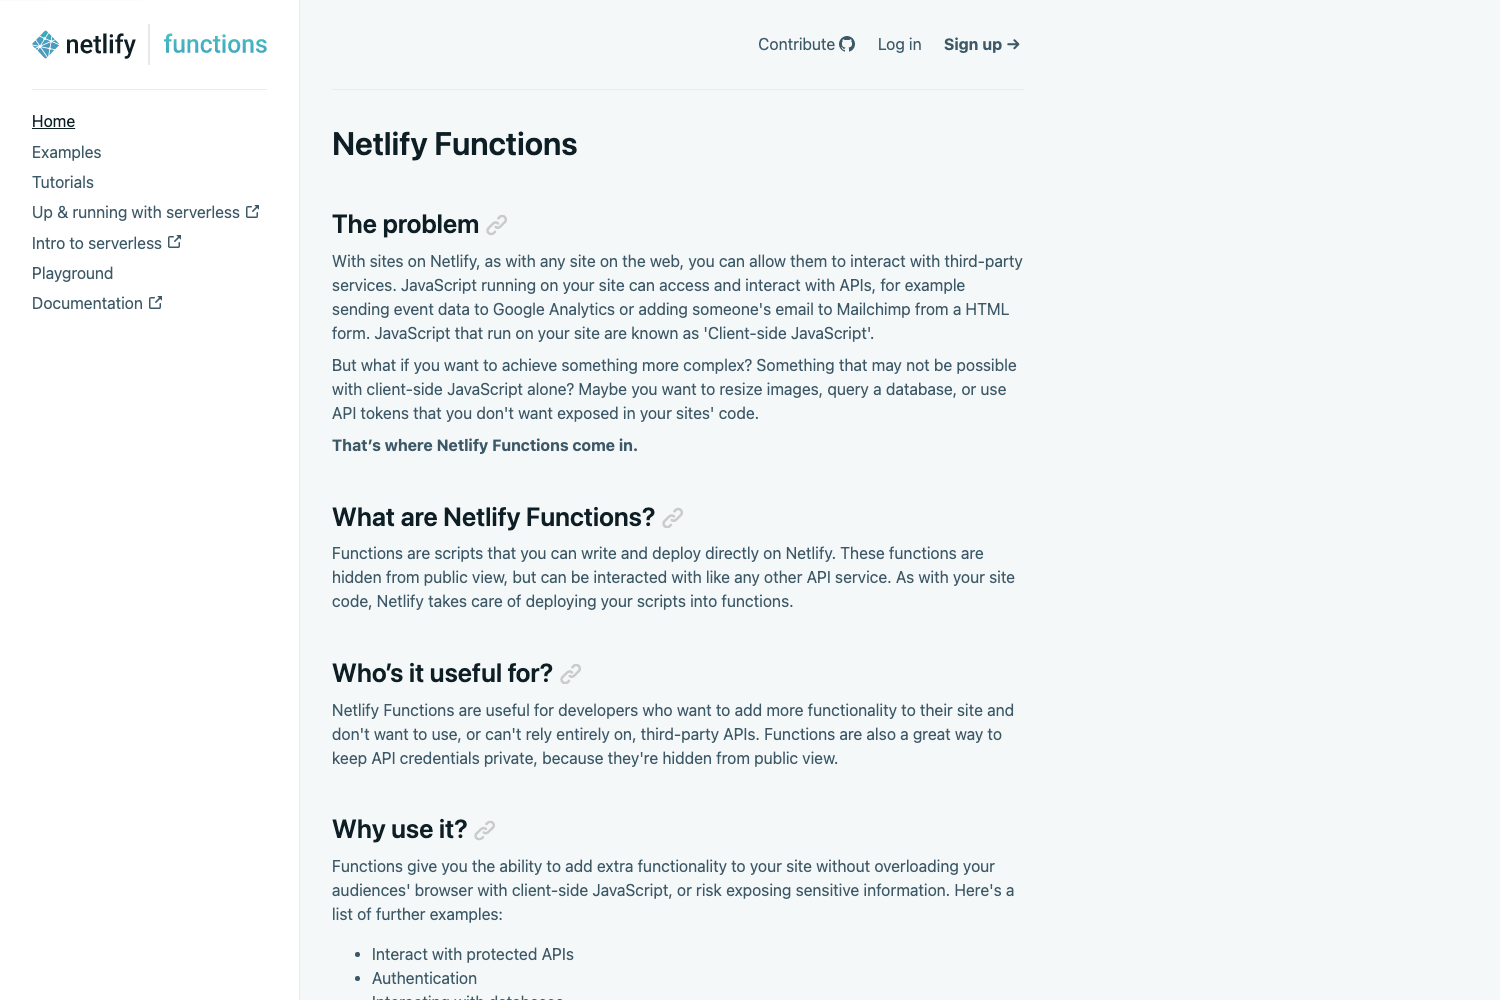 netlify functions
Home
Examples
Tutorials
Up & running with serverless
Intro to serverless
Playground
Documentation
Contribute Log in Sign up →
Netlify Functions
The problem
With sites on Netlify, as with any site on the web, you can allow them to interact with third-party
services. JavaScript running on your site can access and interact with APIs, for example
sending event data to Google Analytics or adding someone's email to Mailchimp from a HTML
form. JavaScript that run on your site are known as 'Client-side JavaScript'.
But what if you want to achieve something more complex? Something that may not be possible
with client-side JavaScript alone? Maybe you want to resize images, query a database, or use
API tokens that you don't want exposed in your sites' code.
That’s where Netlify Functions come in.
What are Netlify Functions?
Functions are scripts that you can write and deploy directly on Netlify. These functions are
hidden from public view, but can be interacted with like any other API service. As with your site
code, Netlify takes care of deploying your scripts into functions.
Who’s it useful for?
Netlify Functions are useful for developers who want to add more functionality to their site and
don't want to use, or can't rely entirely on, third-party APIs. Functions are also a great way to
keep API credentials private, because they're hidden from public view.
Why use it?
Functions give you the ability to add extra functionality to your site without overloading your
audiences' browser with client-side JavaScript, or risk exposing sensitive information. Here's a
list of further examples:
• Interact with protected APIs
• Authentication
• Interacting with databases